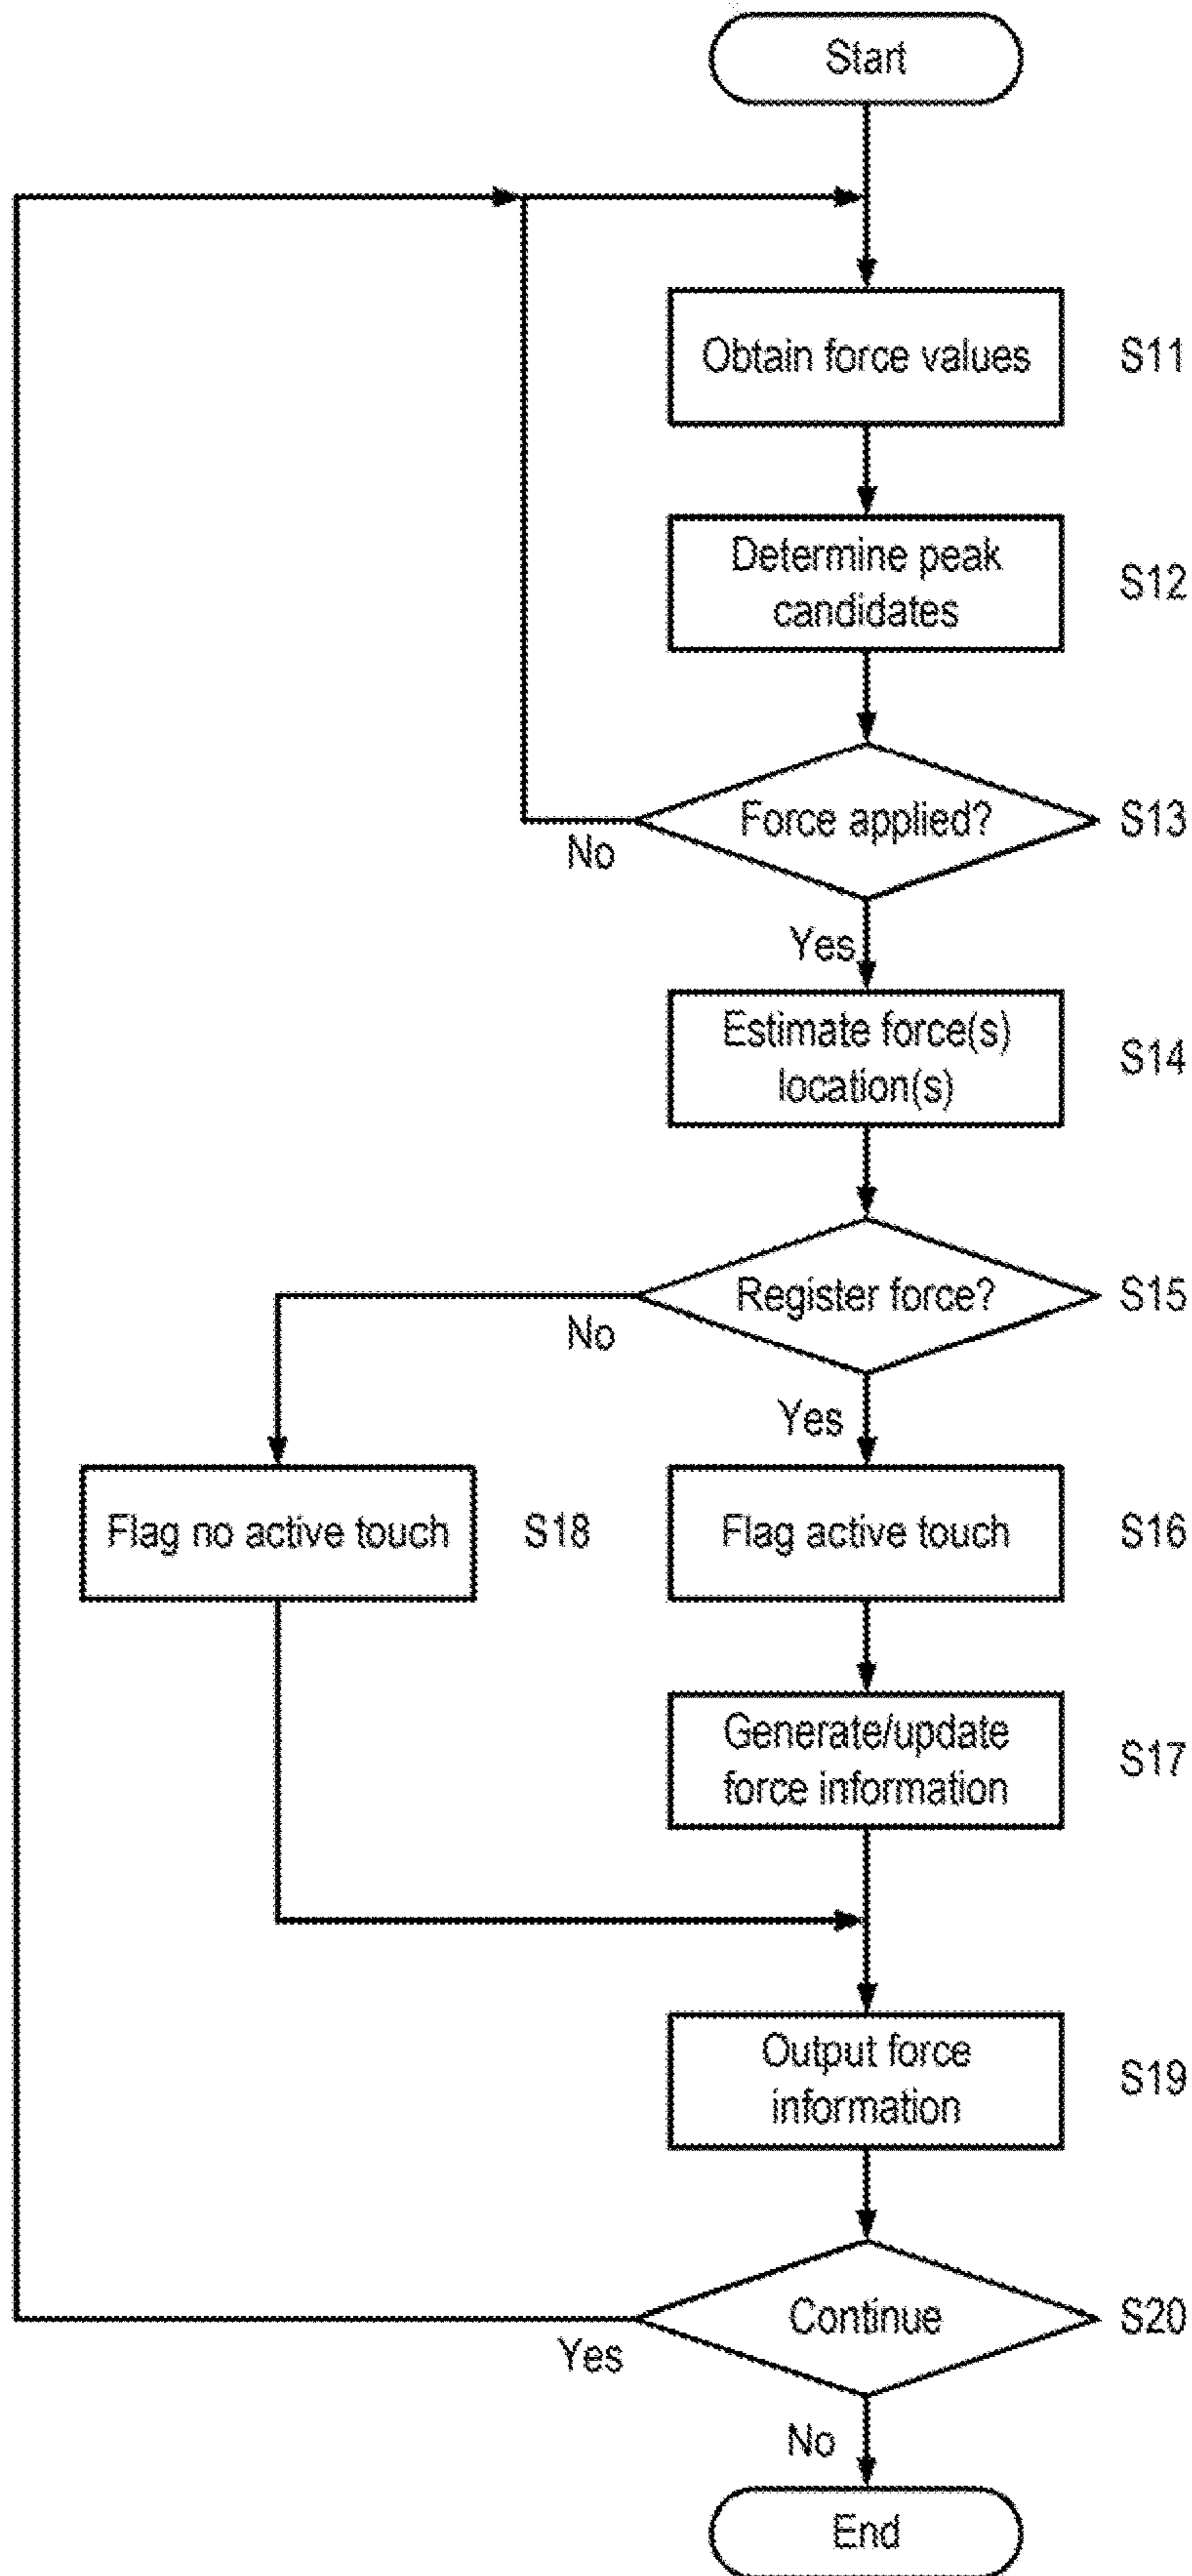 Start
Obtain force values
S11
Determine peak
candidates
S12
Force applied?
S13
No
Yes
Estimate force(s)
location(s)
S14
Register force?
S15
No
Yes
Flag no active touch
S18
Flag active touch
S16
Generate/update
force information
S17
Output force
information
S19
Continue
S20
Yes
No
End